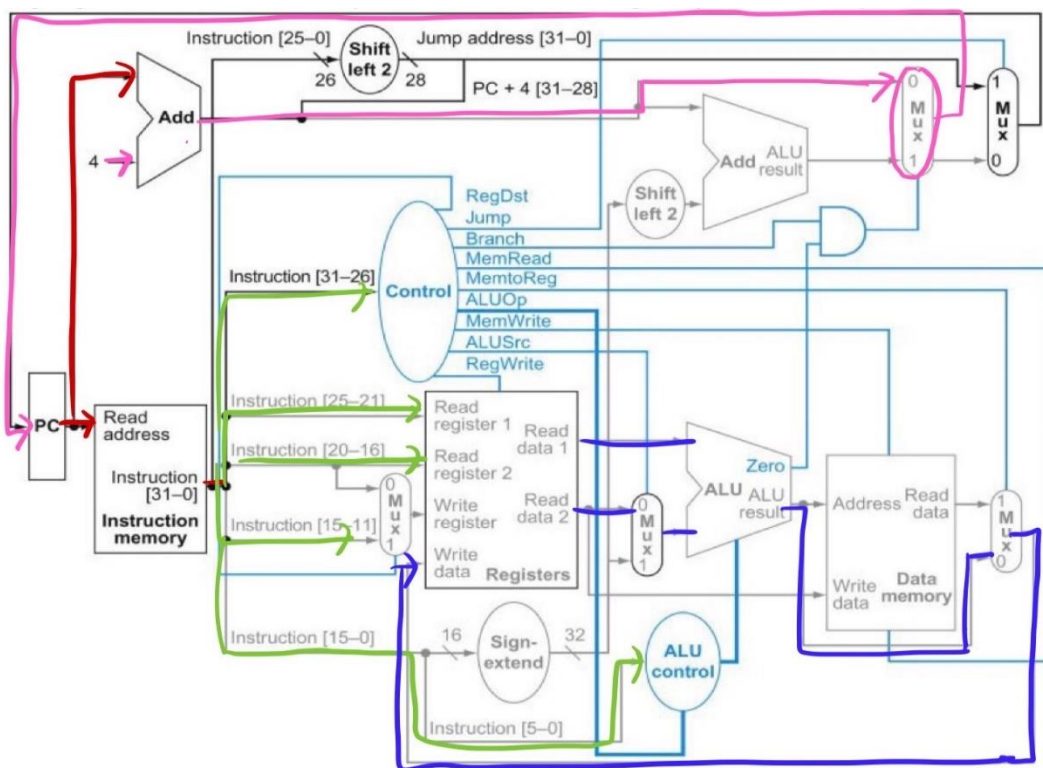 Instruction [25–0]
Shift
left 2
Jump address [31–0]
26
28
PC + 4 [31–28]
Add
4
0
M
u
x
1
1
M
u
x
0
Add
ALU
result
Shift
left 2
RegDst
Jump
Branch
MemRead
MemtoReg
ALUOp
MemWrite
ALUSrc
RegWrite
Control
Instruction [31–26]
PC
Read
address
Instruction
[31–0]
Instruction
memory
Instruction [25–21]
Instruction [20–16]
Instruction [15–11]
Instruction [15–0]
0
M
u
x
1
Read
register 1
Read
register 2
Write
register
Write
data
Read
data 1
Read
data 2
Registers
0
M
u
x
1
Zero
ALU
ALU
result
Address
Read
data
Write
data
Data
memory
1
M
u
x
0
16
Sign-
extend
32
ALU
control
Instruction [5–0]